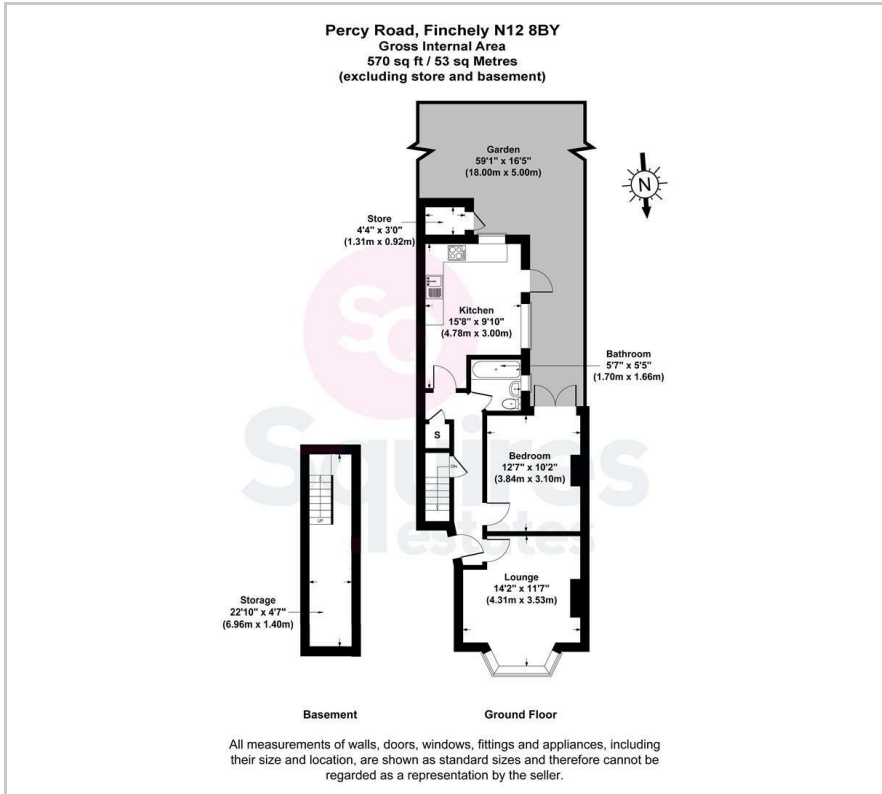 Percy Road, Finchely N12 8BY
Gross Internal Area
570 sq ft / 53 sq Metres
(excluding store and basement)
Garden
59'1" x 16'5"
(18.00m x 5.00m)
N
Store
4'4" x 3'0"
(1.31m x 0.92m)
Kitchen
15'8" x 9'10"
(4.78m x 3.00m)
Bathroom
5'7" x 5'5"
(1.70m x 1.66m)
S
Bedroom
12'7" x 10'2"
(3.84m x 3.10m)
DN
UP
Lounge
14'2" x 11'7"
(4.31m x 3.53m)
Storage
22'10" x 4'7"
(6.96m x 1.40m)
SQ
Squires
estates
Basement
Ground Floor
All measurements of walls, doors, windows, fittings and appliances, including
their size and location, are shown as standard sizes and therefore cannot be
regarded as a representation by the seller.